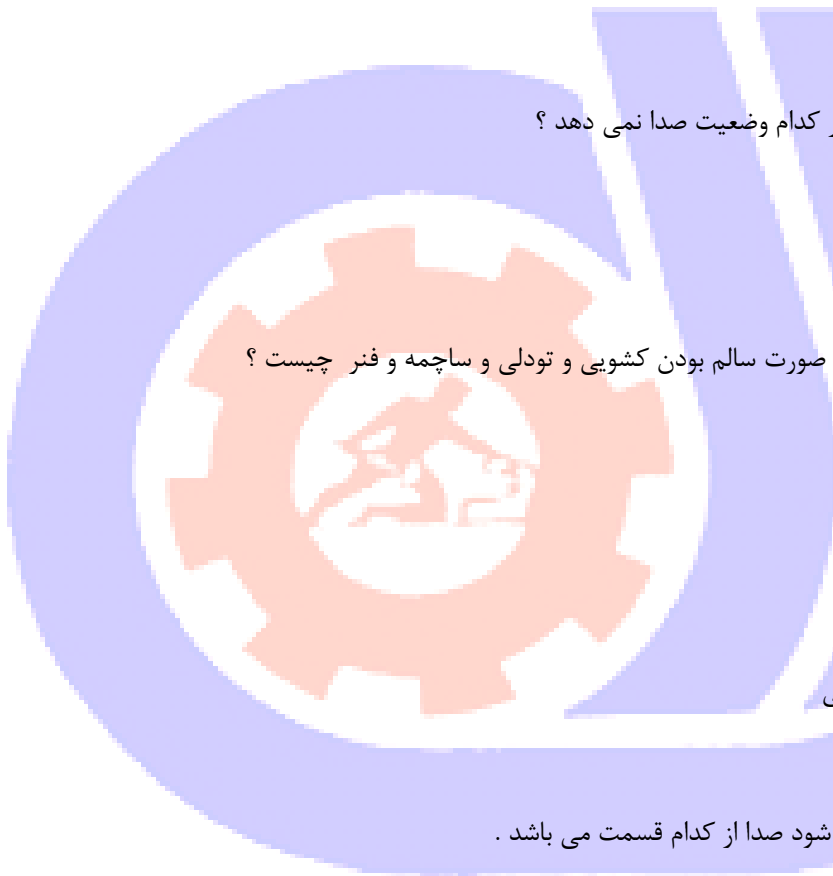 کدام وضعیت صدا نمی دهد ؟
صورت سالم بودن کشویی و تودلی و ساچمه و فنر چیست ؟
شود صدا از کدام قسمت می باشد .